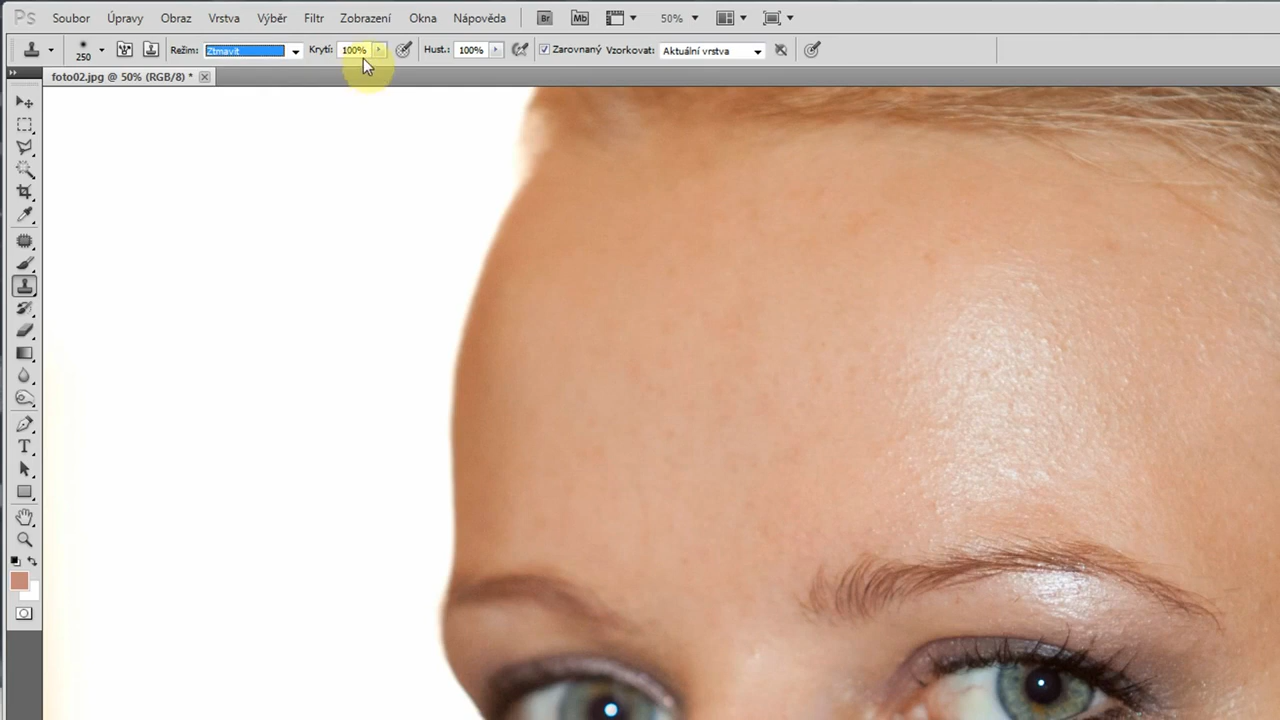 Ps Soubor Úpravy Obraz Vrstva Výběr Filtr Zobrazení Okna Nápověda Br Mb 50%
250 Režim: Ztmavit Krytí: 100% Hust.: 100% Zarovnaný Vzorkovat: Aktuální vrstva
foto02.jpg @ 50% (RGB/8) *
T